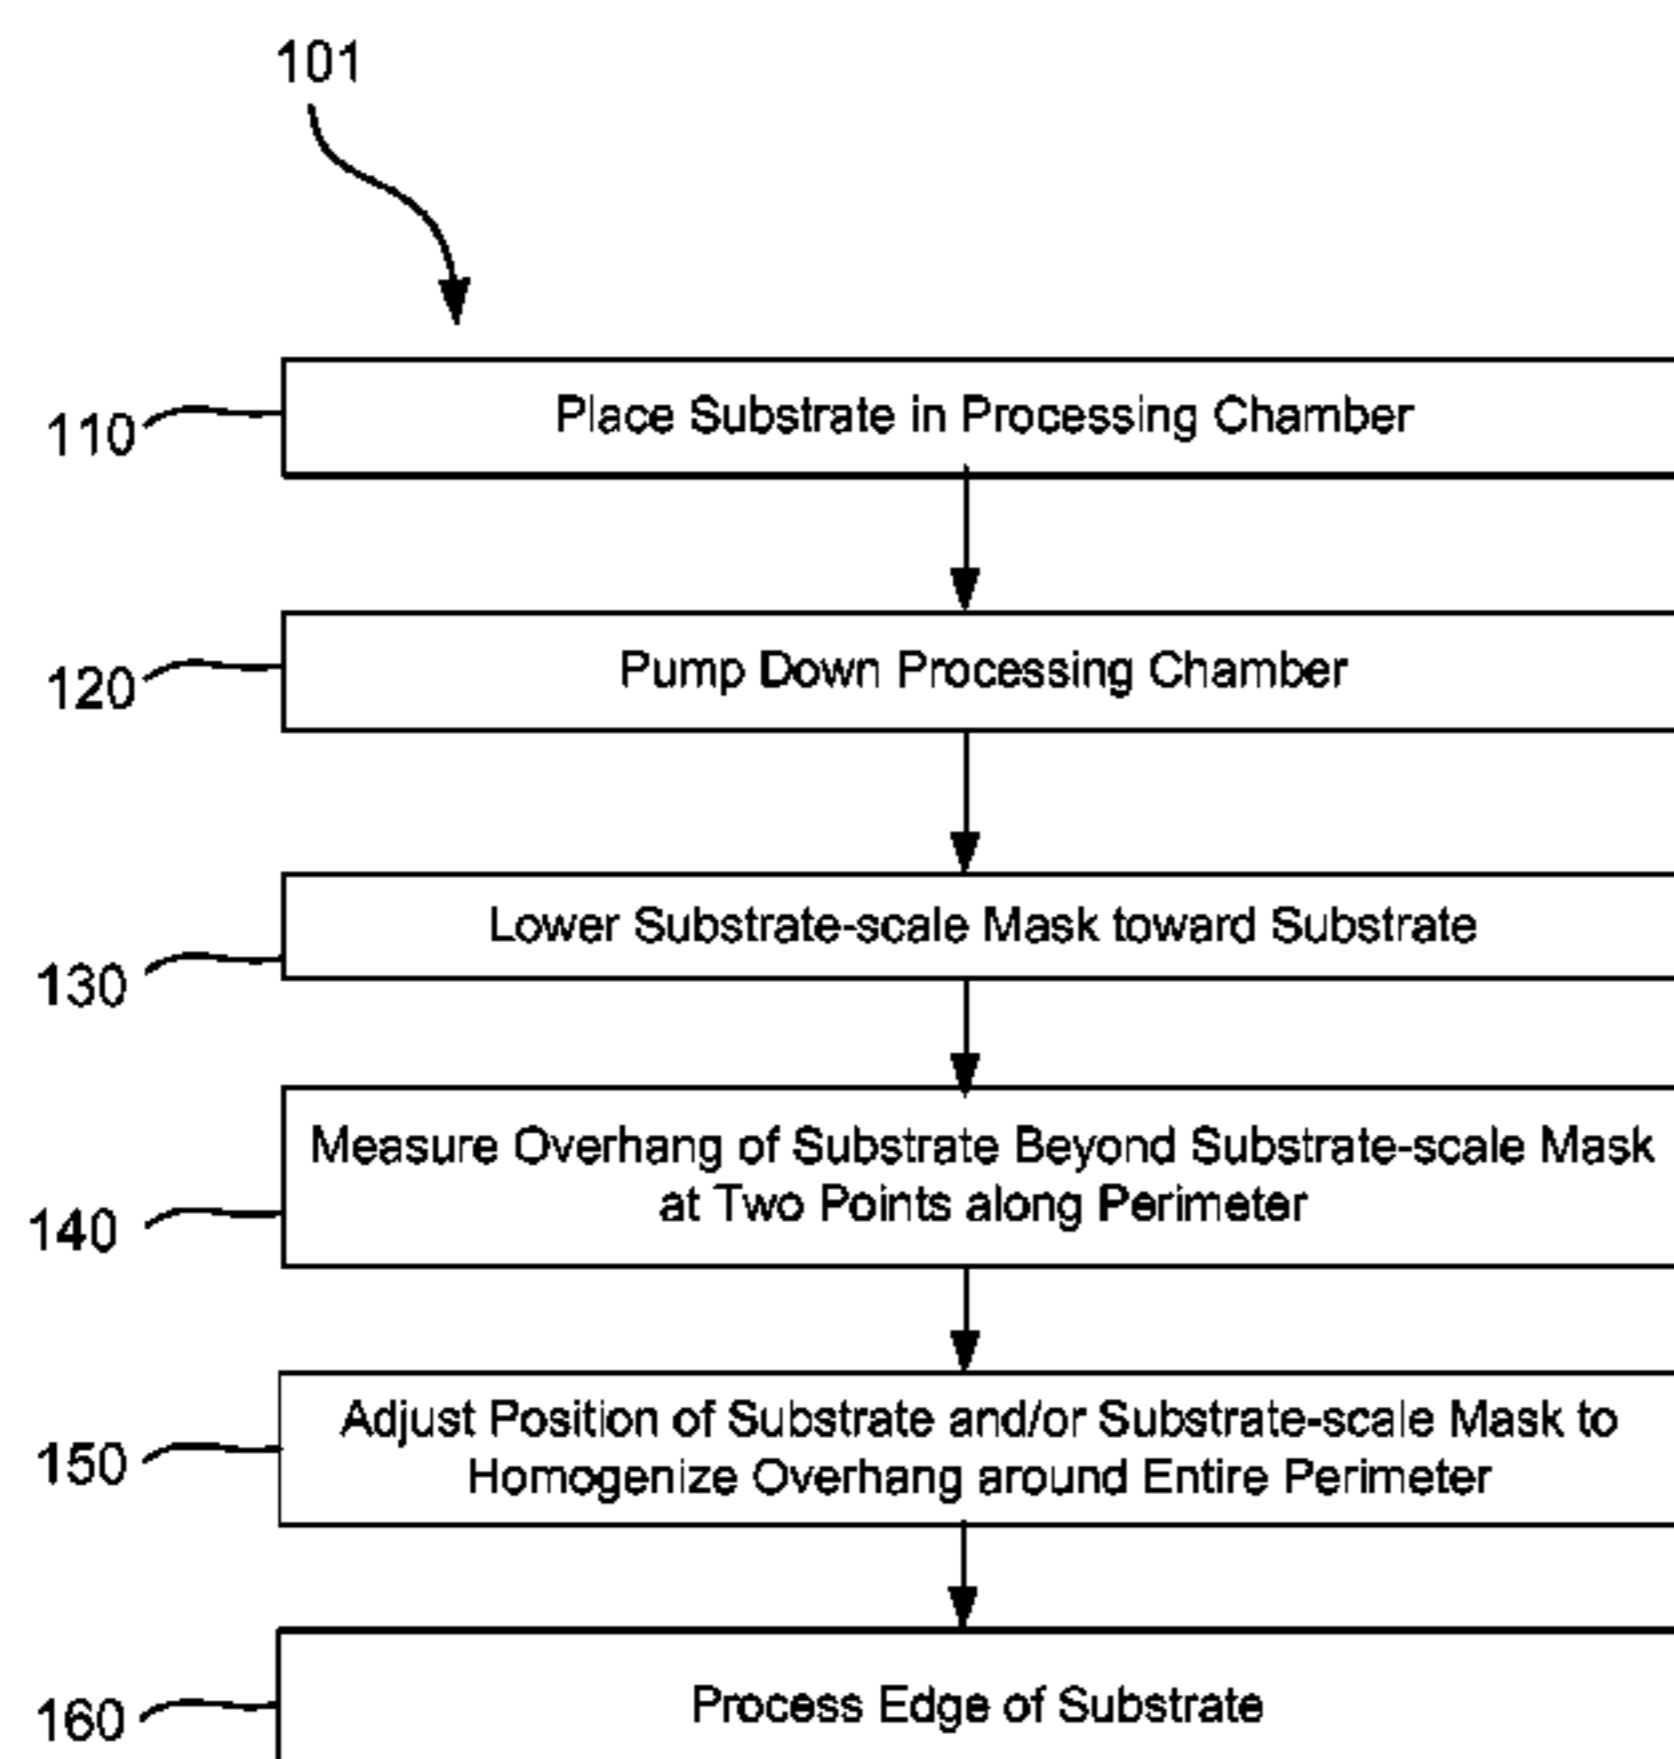 101
110
Place Substrate in Processing Chamber
120
Pump Down Processing Chamber
130
Lower Substrate-scale Mask toward Substrate
140
Measure Overhang of Substrate Beyond Substrate-scale Mask
at Two Points along Perimeter
150
Adjust Position of Substrate and/or Substrate-scale Mask to
Homogenize Overhang around Entire Perimeter
160
Process Edge of Substrate